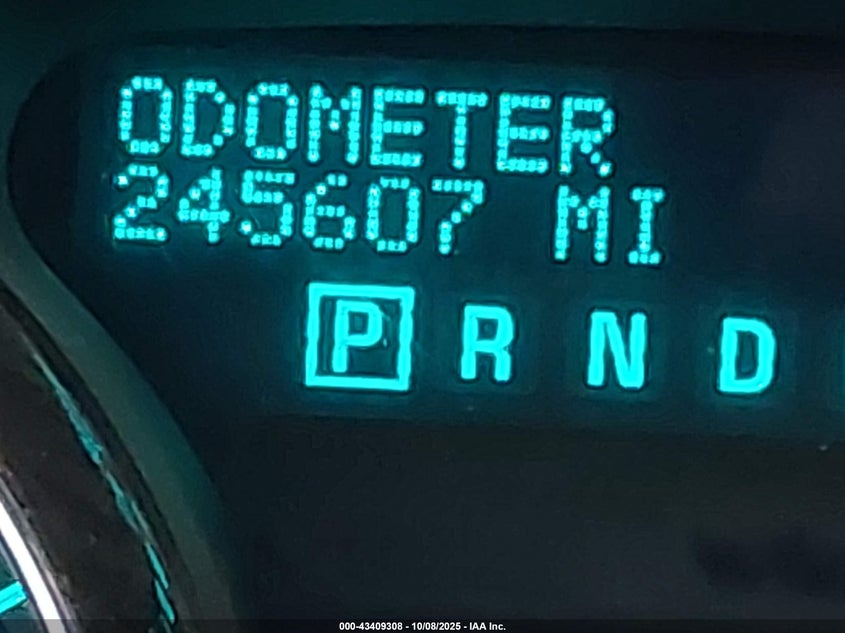 ODOMETER
245607 MI
P R N D
000-43409308 - 10/08/2025 - IAA Inc.